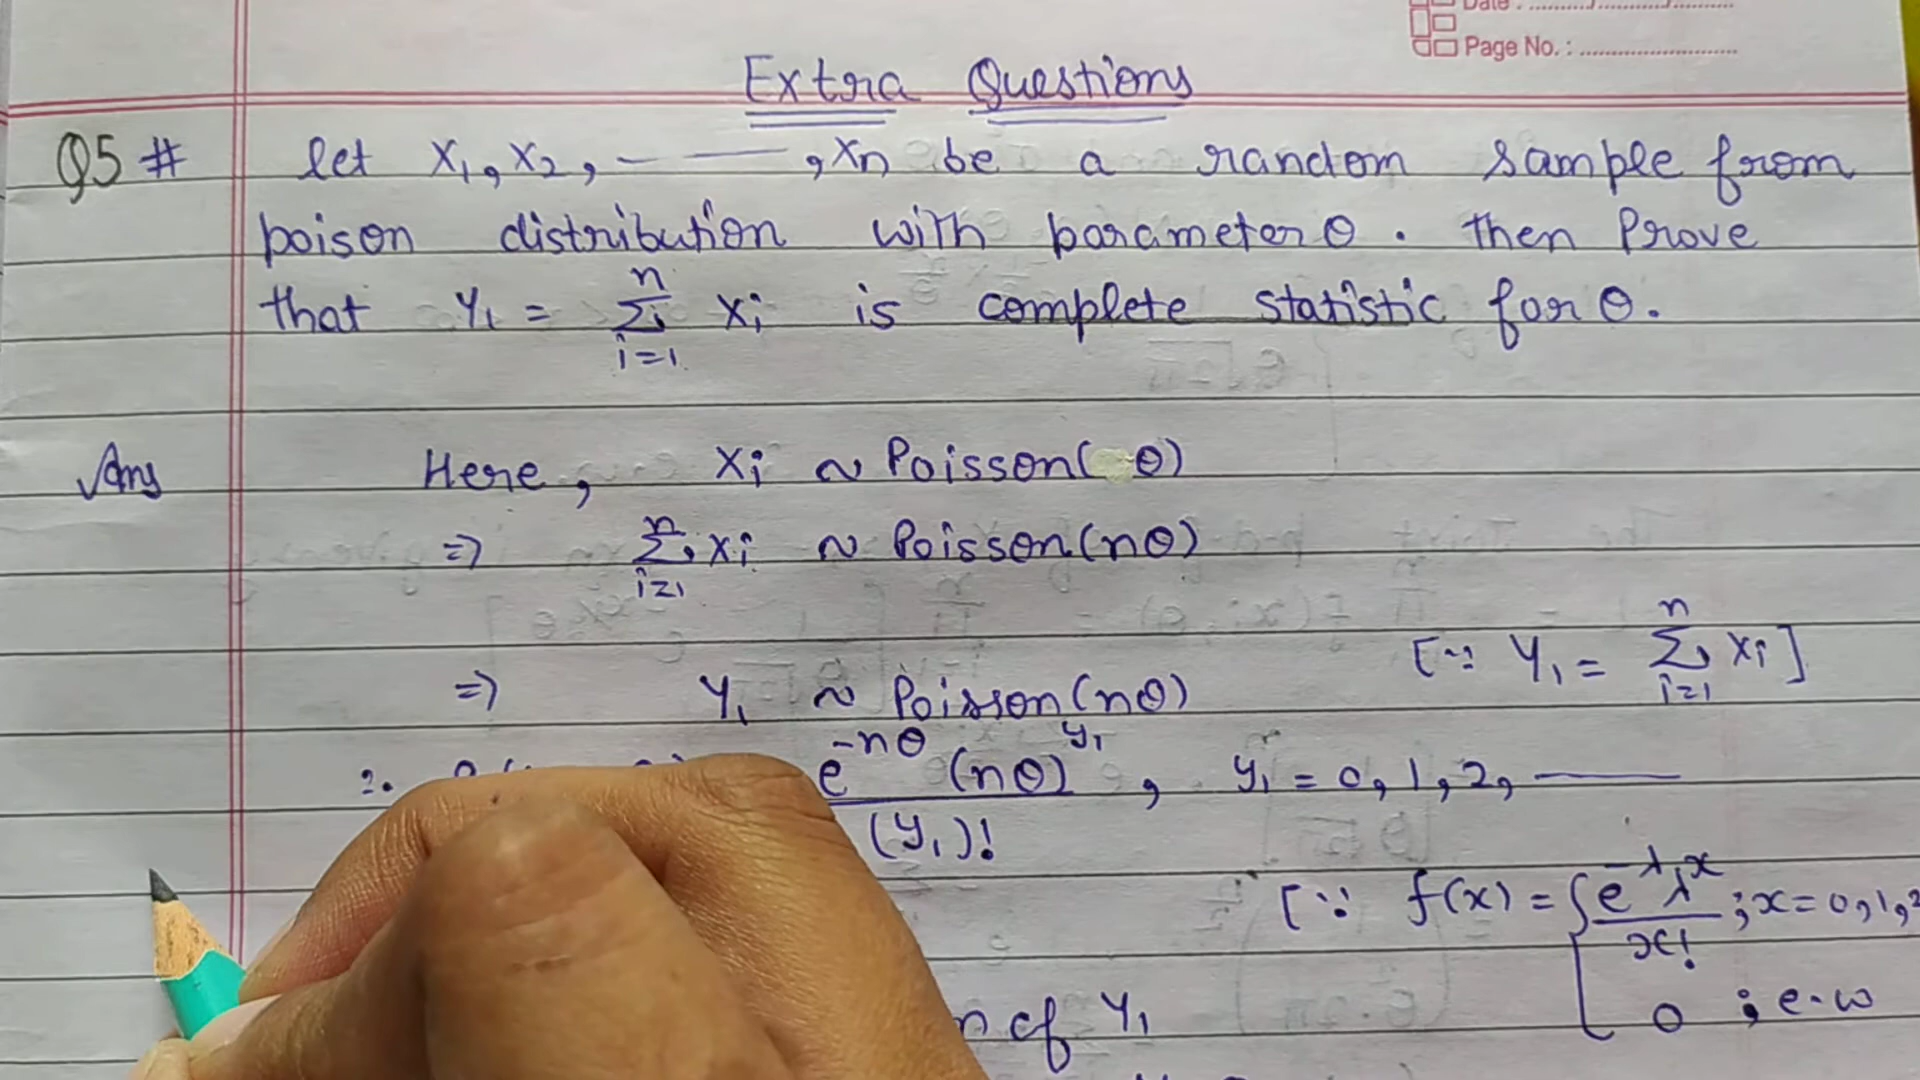 Date : ............/............/............
Page No. : ............................
Extra Questions
Q5 # let X1, X2, - —— , Xn be a random sample from
poison distribution with parameter θ. then Prove
that Y1 = n Σ i=1 Xi is complete statistic for θ.
Ans Here, Xi ~ Poisson( θ)
=> n Σ i=1 Xi ~ Poisson(nθ)
[∵ Y1 = n Σ i=1 Xi]
=> Y1 ~ Poisson(nθ)
∴ e^-nθ (nθ)^y1 / (y1)! , y1 = 0, 1, 2, ——
[∵ f(x) = { e^-λ λ^x / x! ; x = 0, 1, 2
0 ; e.w
of Y1